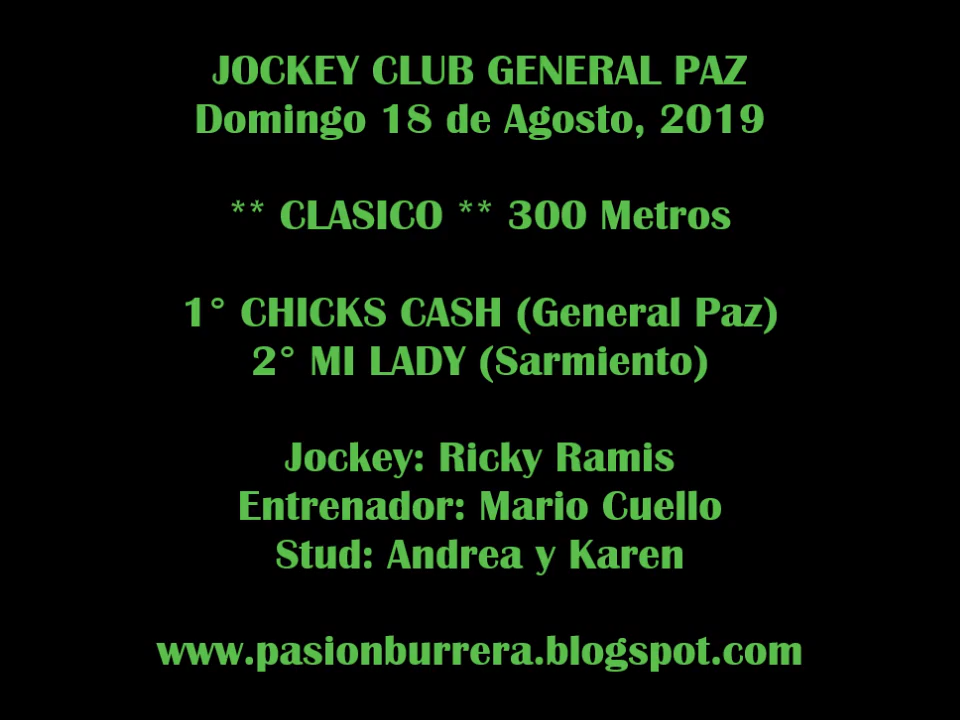 JOCKEY CLUB GENERAL PAZ
Domingo 18 de Agosto, 2019
** CLASICO ** 300 Metros
1° CHICKS CASH (General Paz)
2° MI LADY (Sarmiento)
Jockey: Ricky Ramis
Entrenador: Mario Cuello
Stud: Andrea y Karen
www.pasionburrera.blogspot.com